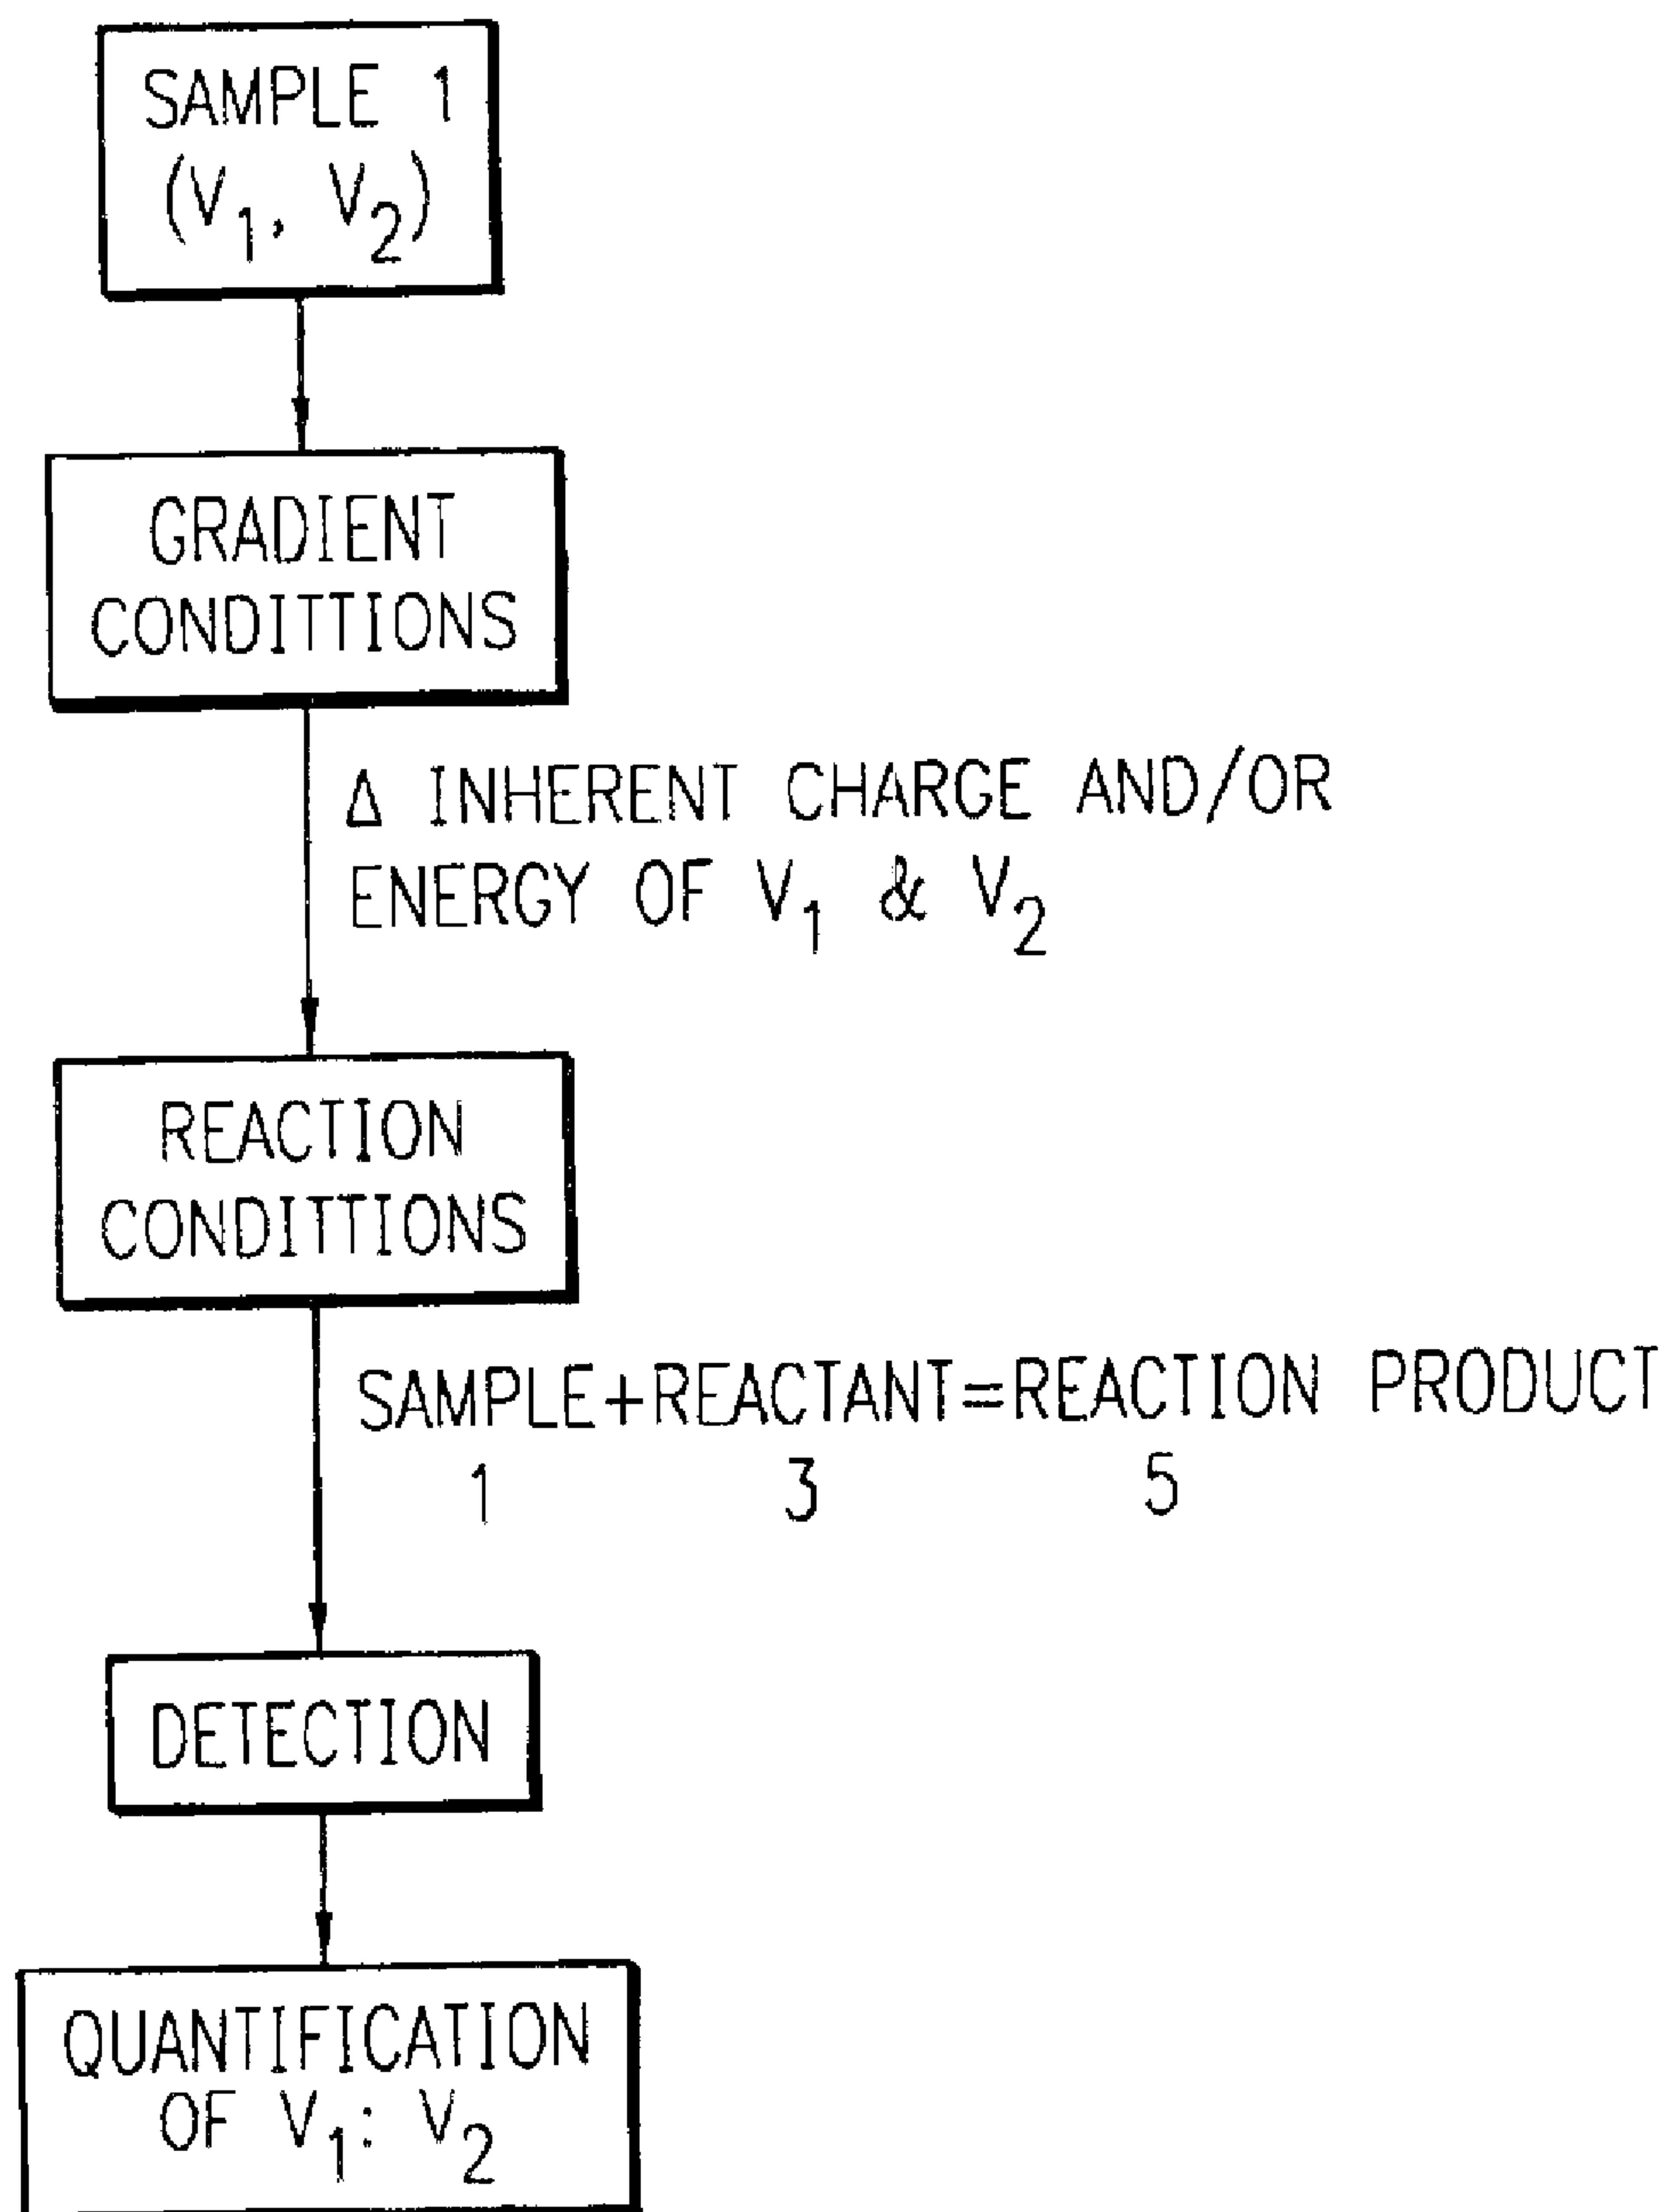 SAMPLE 1
(V₁, V₂)
GRADIENT
CONDITTIONS
Δ INHERENT CHARGE AND/OR
ENERGY OF V₁ & V₂
REACTION
CONDITTIONS
SAMPLE+REACTANT=REACTION PRODUCT
1 3 5
DETECTION
QUANTIFICATION
OF V₁: V₂